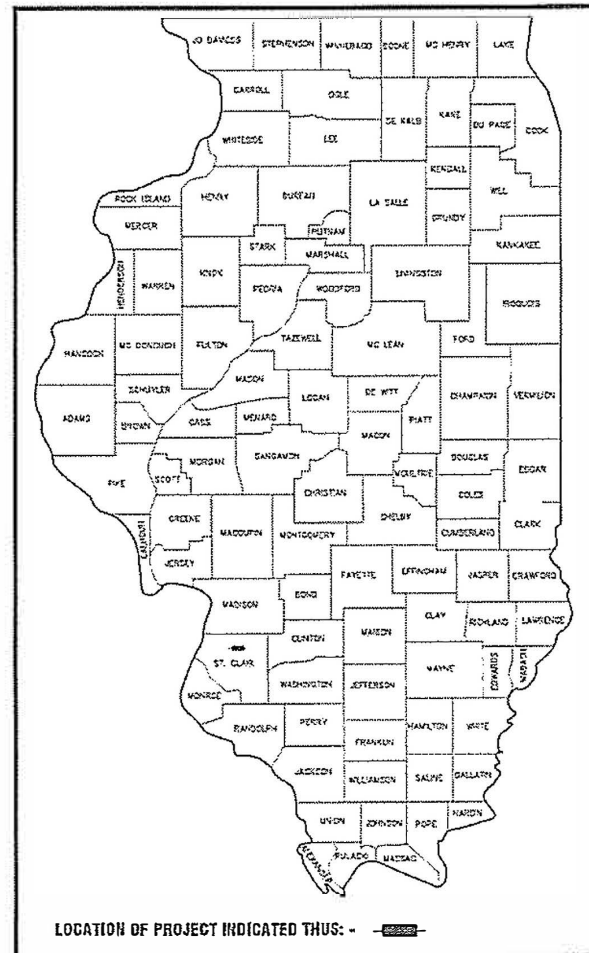 JO DAVIESS STEPHENSON WINNEBAGO BOONE MC HENRY LAKE
CARROLL OGLE DE KALB KANE DU PAGE COOK
WHITESIDE LEE KENDALL WILL
ROCK ISLAND HENRY BUREAU LA SALLE GRUNDY
MERCER PUTNAM KANKAKEE
STARK MARSHALL LIVINGSTON
HENDERSON WARREN KNOX PEORIA WOODFORD IROQUOIS
HANCOCK MC DONOUGH FULTON TAZEWELL MC LEAN FORD
SCHUYLER MASON LOGAN DE WITT CHAMPAIGN VERMILION
ADAMS BROWN CASS MENARD MACON PIATT
PIKE SCOTT MORGAN SANGAMON CHRISTIAN MOULTRIE DOUGLAS EDGAR
COLES
CALHOUN GREENE MACOUPIN MONTGOMERY SHELBY CUMBERLAND CLARK
JERSEY FAYETTE EFFINGHAM JASPER CRAWFORD
MADISON BOND CLAY RICHLAND LAWRENCE
CLINTON MARION
ST. CLAIR WAYNE EDWARDS WABASH
MONROE WASHINGTON JEFFERSON
RANDOLPH PERRY HAMILTON WHITE
FRANKLIN
JACKSON WILLIAMSON SALINE GALLATIN
UNION JOHNSON POPE HARDIN
ALEXANDER PULASKI MASSAC
LOCATION OF PROJECT INDICATED THUS: -